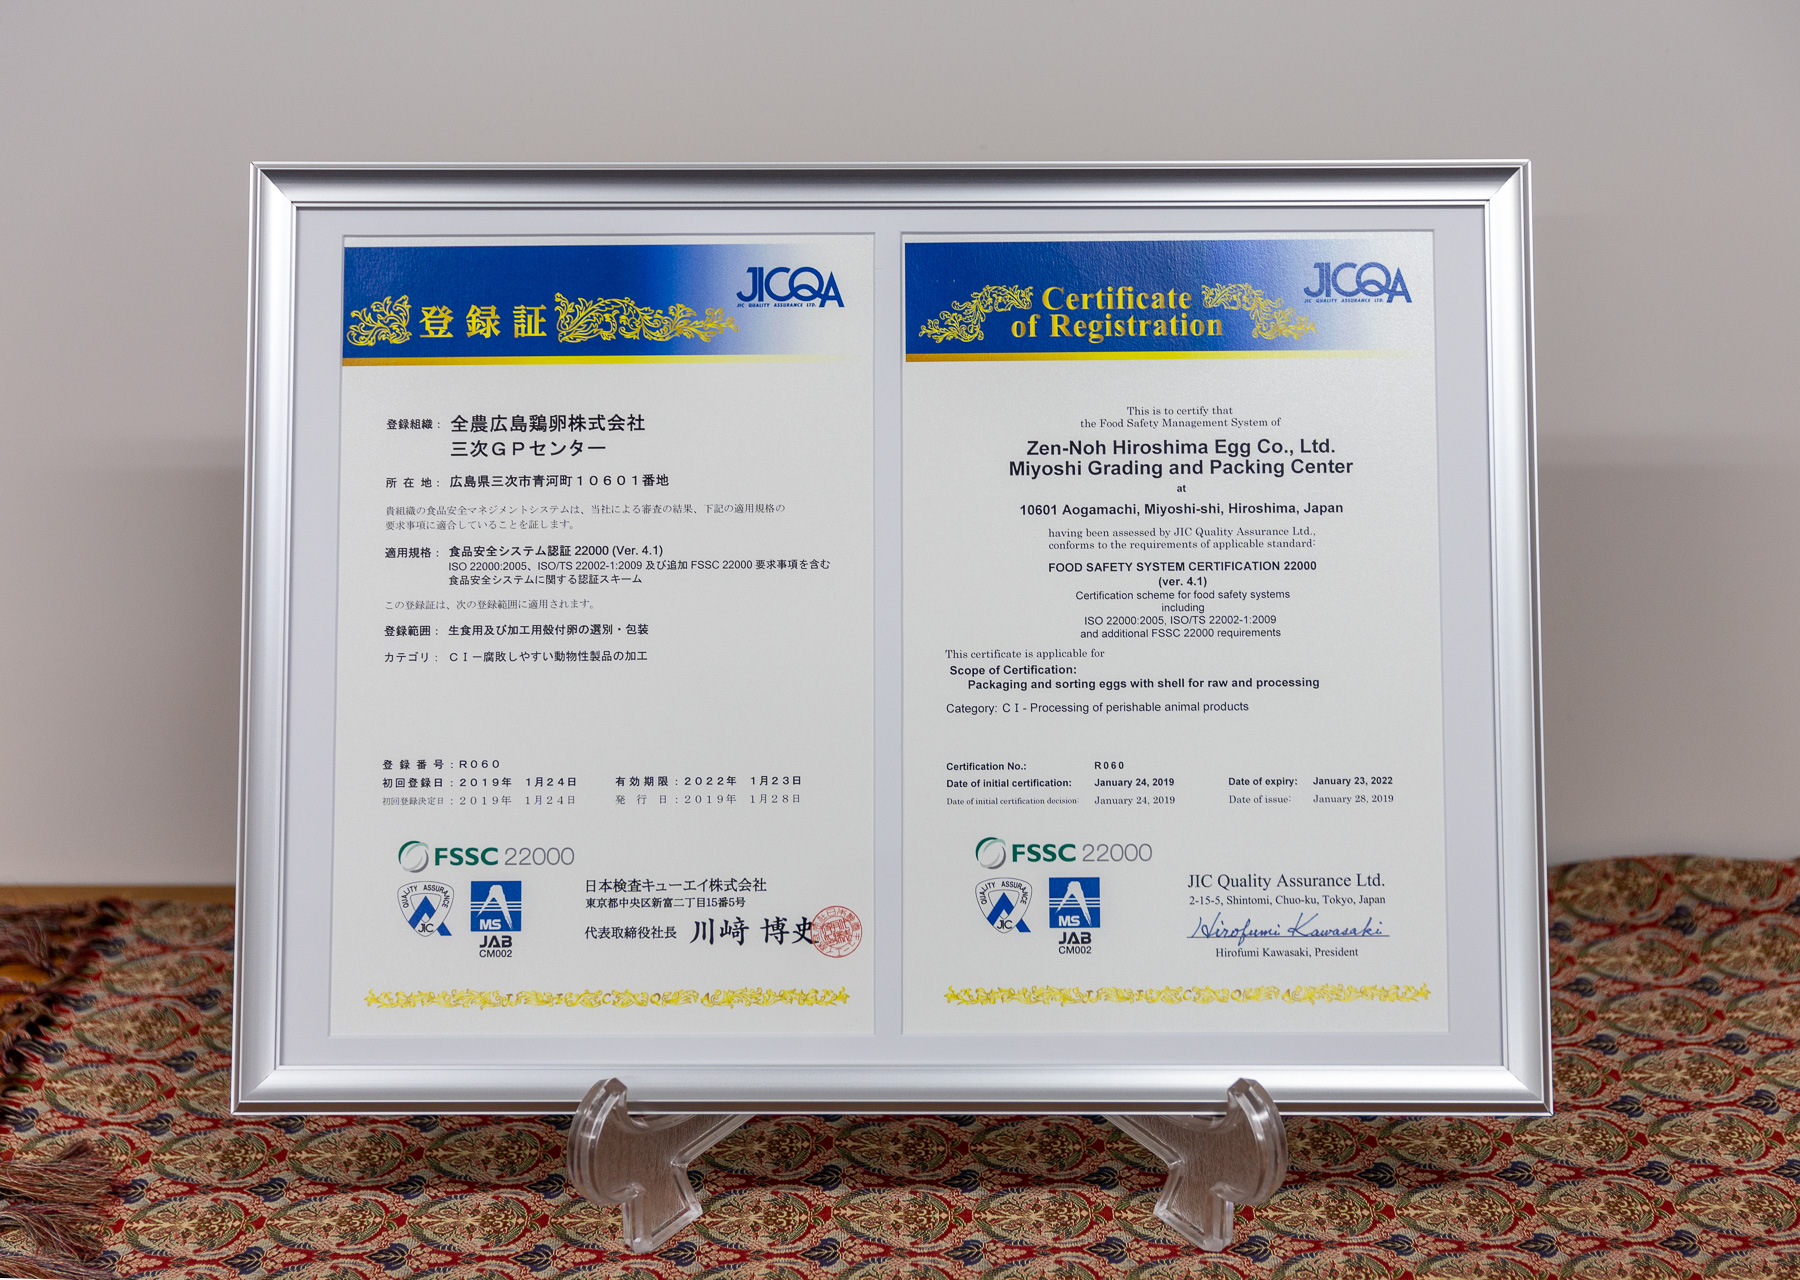 登録証
JICQA
JIC QUALITY ASSURANCE LTD.
登録組織： 全農広島鶏卵株式会社
三次GPセンター
所 在 地： 広島県三次市青河町１０６０１番地
貴組織の食品安全マネジメントシステムは、当社による審査の結果、下記の適用規格の
要求事項に適合していることを証します。
適用規格： 食品安全システム認証 22000 (Ver. 4.1)
ISO 22000:2005、ISO/TS 22002-1:2009 及び追加 FSSC 22000 要求事項を含む
食品安全システムに関する認証スキーム
この登録証は、次の登録範囲に適用されます。
登録範囲： 生食用及び加工用殻付卵の選別・包装
カテゴリ： ＣⅠ－腐敗しやすい動物性製品の加工
登 録 番 号：R060
初回登録日：2019年 1月24日 有効期限：2022年 1月23日
初回登録決定日：2019年 1月24日 発 行 日：2019年 1月28日
FSSC 22000
QUALITY ASSURANCE
JIC
MS
JAB
CM002
日本検査キューエイ株式会社
東京都中央区新富二丁目15番5号
代表取締役社長 川﨑 博史
JICQA
Certificate
of Registration
JICQA
JIC QUALITY ASSURANCE LTD.
This is to certify that
the Food Safety Management System of
Zen-Noh Hiroshima Egg Co., Ltd.
Miyoshi Grading and Packing Center
at
10601 Aogamachi, Miyoshi-shi, Hiroshima, Japan
having been assessed by JIC Quality Assurance Ltd.,
conforms to the requirements of applicable standard:
FOOD SAFETY SYSTEM CERTIFICATION 22000
(ver. 4.1)
Certification scheme for food safety systems
including
ISO 22000:2005, ISO/TS 22002-1:2009
and additional FSSC 22000 requirements
This certificate is applicable for
Scope of Certification:
Packaging and sorting eggs with shell for raw and processing
Category: CⅠ- Processing of perishable animal products
Certification No.: R060
Date of initial certification: January 24, 2019 Date of expiry: January 23, 2022
Date of initial certification decision: January 24, 2019 Date of issue: January 28, 2019
FSSC 22000
QUALITY ASSURANCE
JIC
MS
JAB
CM002
JIC Quality Assurance Ltd.
2-15-5, Shintomi, Chuo-ku, Tokyo, Japan
Hirofumi Kawasaki
Hirofumi Kawasaki, President
JICQA